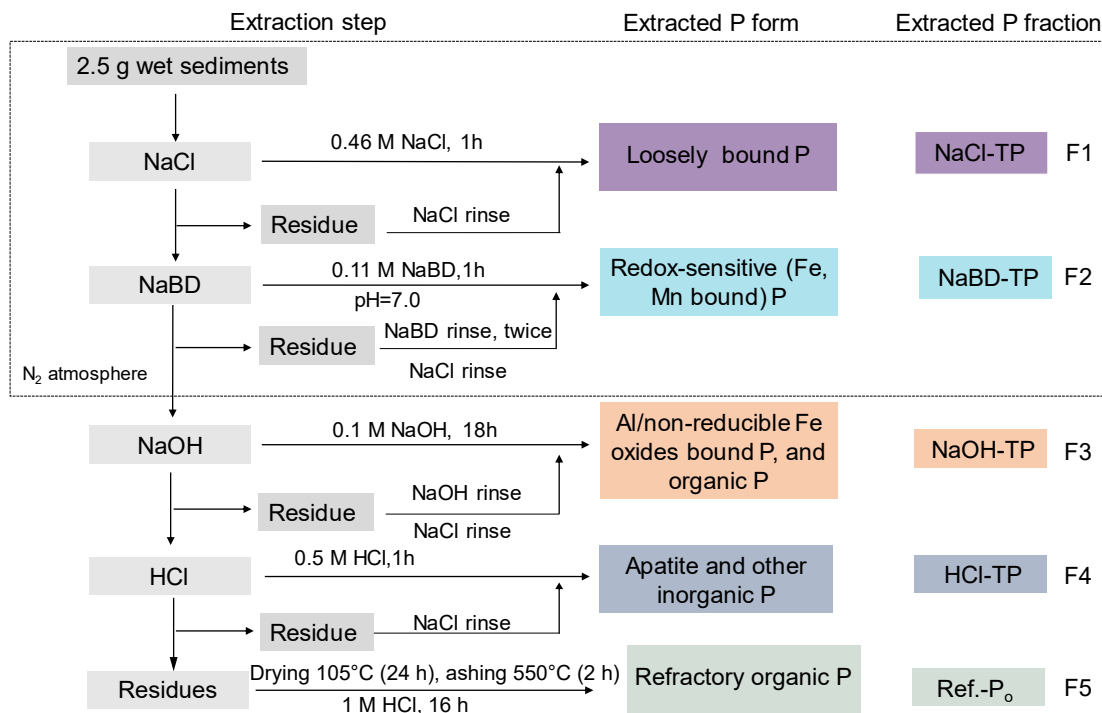 Extraction step
Extracted P form
Extracted P fraction
2.5 g wet sediments
NaCl
0.46 M NaCl, 1h
Loosely bound P
NaCl-TP
F1
Residue
NaCl rinse
NaBD
0.11 M NaBD,1h
pH=7.0
Redox-sensitive (Fe,
Mn bound) P
NaBD-TP
F2
Residue
NaBD rinse, twice
NaCl rinse
N₂ atmosphere
NaOH
0.1 M NaOH, 18h
Al/non-reducible Fe
oxides bound P, and
organic P
NaOH-TP
F3
Residue
NaOH rinse
NaCl rinse
HCl
0.5 M HCl,1h
Apatite and other
inorganic P
HCl-TP
F4
Residue
NaCl rinse
Residues
Drying 105°C (24 h), ashing 550°C (2 h)
1 M HCl, 16 h
Refractory organic P
Ref.-Pₒ
F5